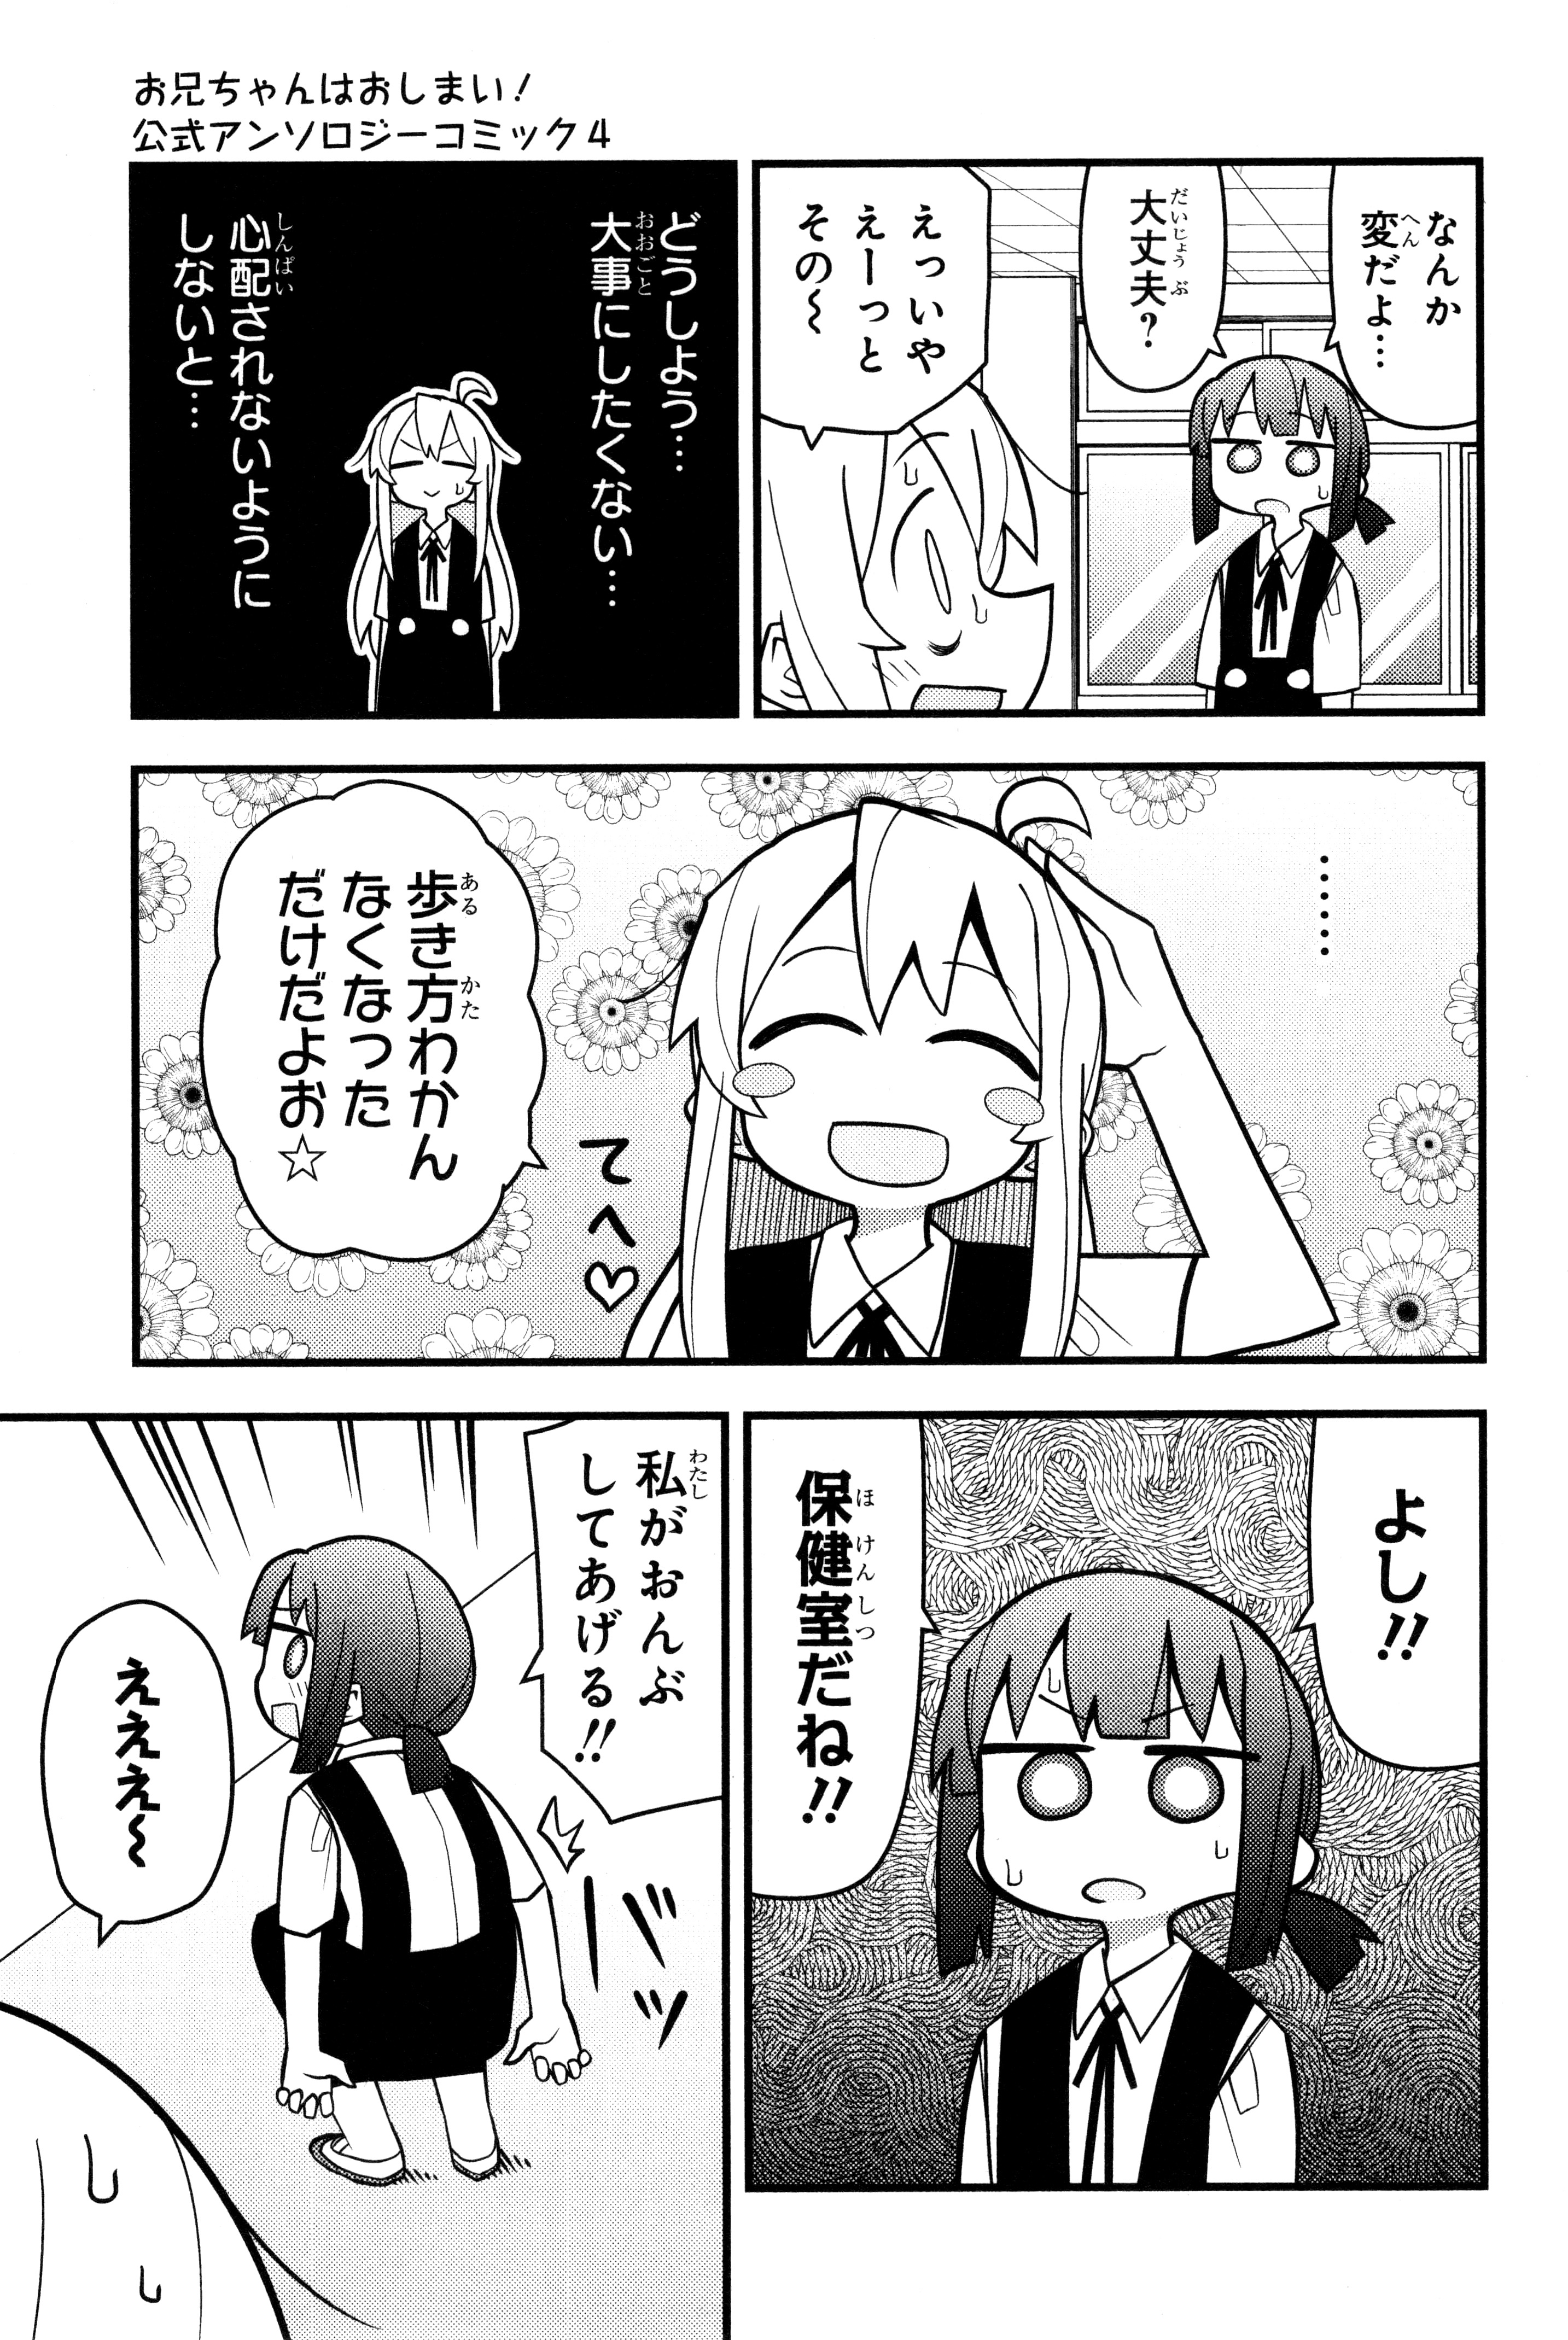 お兄ちゃんはおしまい!
公式アンソロジーコミック4
なんか
変だよ…
大丈夫?
えっいや
えーっと
その〜
どうしよう…
大事にしたくない…
心配されないように
しないと…
……
歩き方わかん
なくなった
だけだよお☆
てへ♡
よし!!
保健室だね!!
私がおんぶ
してあげる!!
バッ
えええ〜